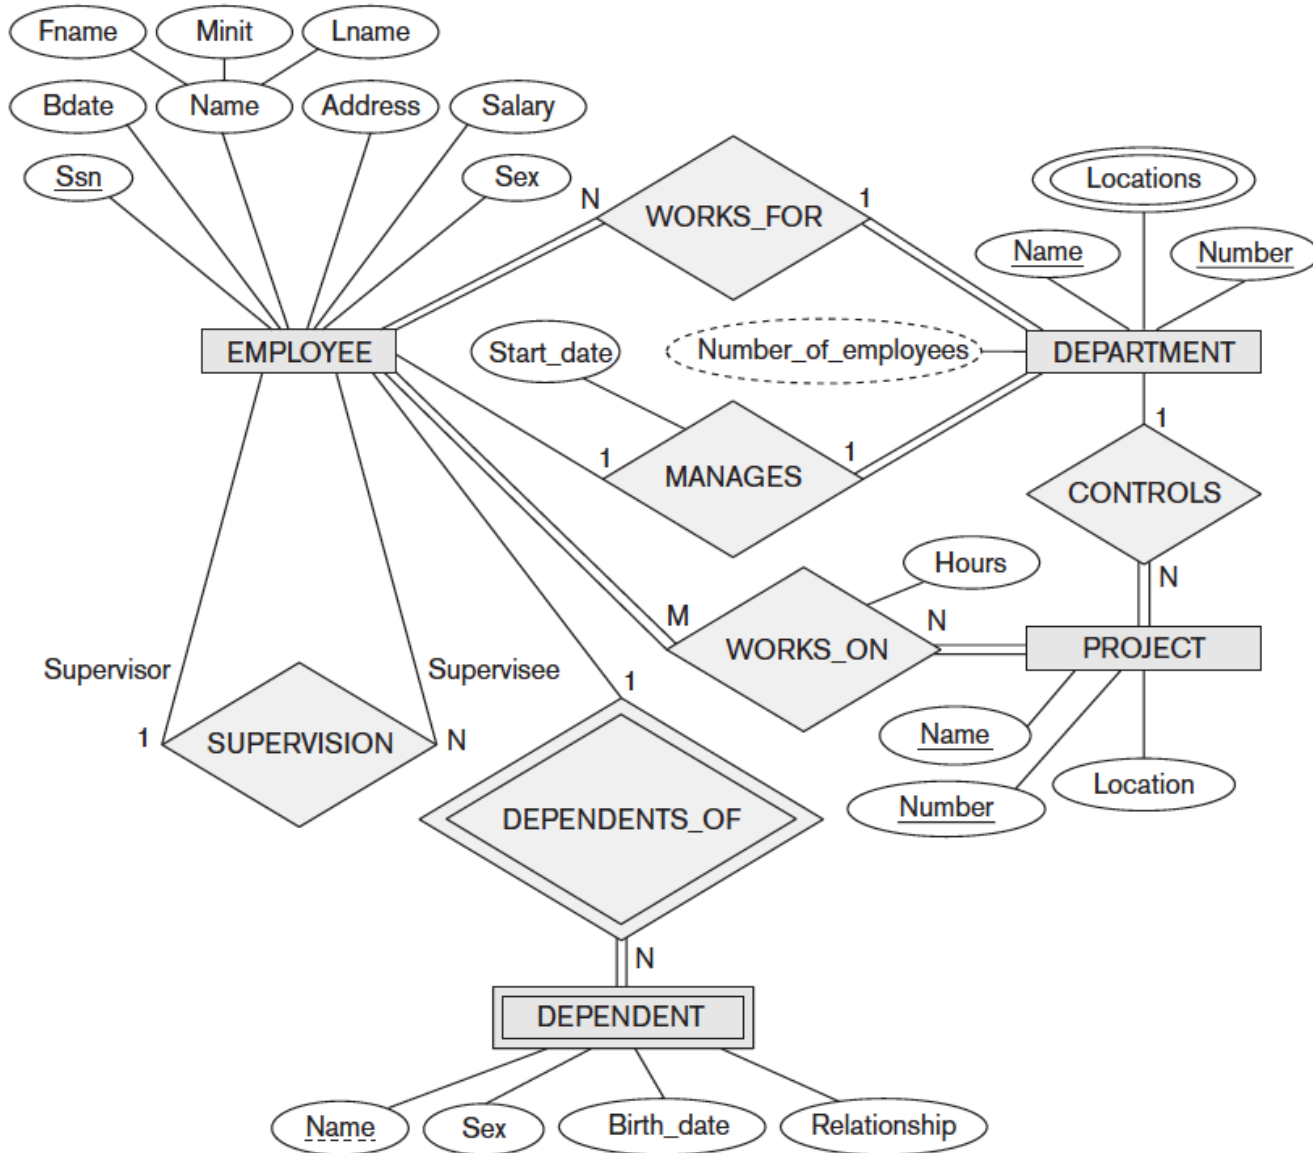 Fname
Minit
Lname
Bdate
Name
Address
Salary
Ssn
Sex
N
WORKS_FOR
1
Locations
Name
Number
EMPLOYEE
Start_date
Number_of_employees
DEPARTMENT
1
MANAGES
1
1
CONTROLS
N
Hours
M
WORKS_ON
N
PROJECT
Supervisor
Supervisee
1
SUPERVISION
N
1
Name
Number
Location
DEPENDENTS_OF
N
DEPENDENT
Name
Sex
Birth_date
Relationship